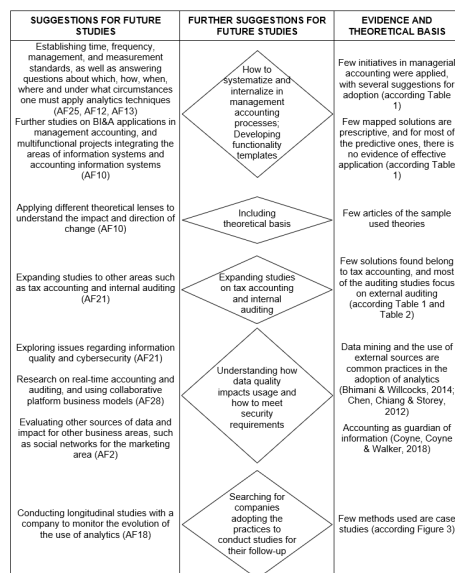 SUGGESTIONS FOR FUTURE
STUDIES
FURTHER SUGGESTIONS FOR
FUTURE STUDIES
EVIDENCE AND
THEORETICAL BASIS
Establishing time, frequency,
management, and measurement
standards, as well as answering
questions about which, how, when,
where and under what circumstances
one must apply analytics techniques
(AF25, AF12, AF13)
Further studies on BI&A applications in
management accounting, and
multifunctional projects integrating the
areas of information systems and
accounting information systems
(AF10)
How to
systematize and
internalize in
management
accounting
processes;
Developing
functionality
templates
Few initiatives in managerial
accounting were applied,
with several suggestions for
adoption (according Table
1)
Few mapped solutions are
prescriptive, and for most of
the predictive ones, there is
no evidence of effective
application (according Table
1)
Applying different theoretical lenses to
understand the impact and direction of
change (AF10)
Including
theoretical basis
Few articles of the sample
used theories
Expanding studies to other areas such
as tax accounting and internal auditing
(AF21)
Expanding studies
on tax accounting
and internal
auditing
Few solutions found belong
to tax accounting, and most
of the auditing studies focus
on external auditing
(according Table 1 and
Table 2)
Exploring issues regarding information
quality and cybersecurity (AF21)
Research on real-time accounting and
auditing, and using collaborative
platform business models (AF28)
Evaluating other sources of data and
impact for other business areas, such
as social networks for the marketing
area (AF2)
Understanding how
data quality
impacts usage and
how to meet
security
requirements
Data mining and the use of
external sources are
common practices in the
adoption of analytics
(Bhimani & Willcocks, 2014;
Chen, Chiang & Storey,
2012)
Accounting as guardian of
information (Coyne, Coyne
& Walker, 2018)
Conducting longitudinal studies with a
company to monitor the evolution of
the use of analytics (AF18)
Searching for
companies
adopting the
practices to
conduct studies for
their follow-up
Few methods used are case
studies (according Figure 3)